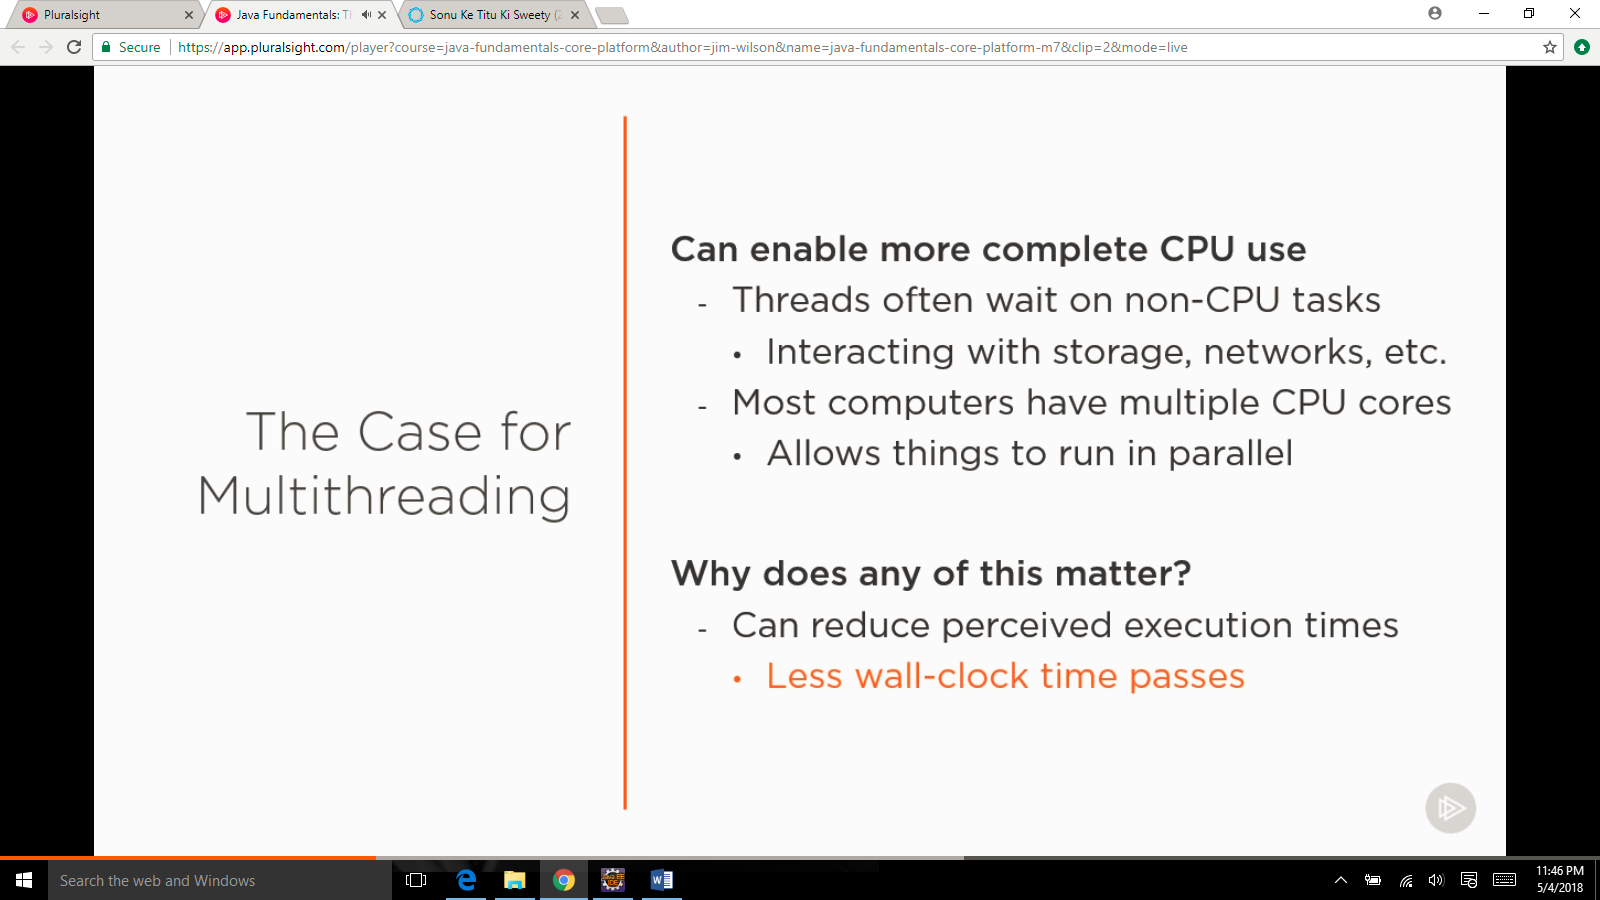 Pluralsight
Java Fundamentals: T
Sonu Ke Titu Ki Sweety (
Secure
https://app.pluralsight.com/player?course=java-fundamentals-core-platform&author=jim-wilson&name=java-fundamentals-core-platform-m7&clip=2&mode=live
The Case for
Multithreading
Can enable more complete CPU use
- Threads often wait on non-CPU tasks
• Interacting with storage, networks, etc.
- Most computers have multiple CPU cores
• Allows things to run in parallel
Why does any of this matter?
- Can reduce perceived execution times
• Less wall-clock time passes
Search the web and Windows
11:46 PM
5/4/2018